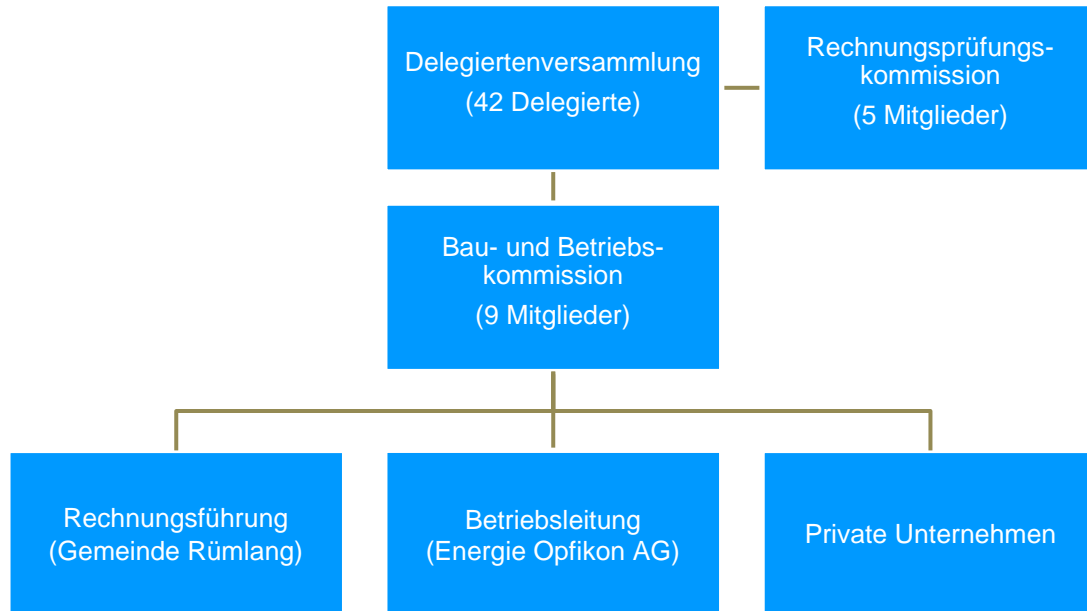 Delegiertenversammlung
(42 Delegierte)
Rechnungsprüfungs-
kommission
(5 Mitglieder)
Bau- und Betriebs-
kommission
(9 Mitglieder)
Rechnungsführung
(Gemeinde Rümlang)
Betriebsleitung
(Energie Opfikon AG)
Private Unternehmen